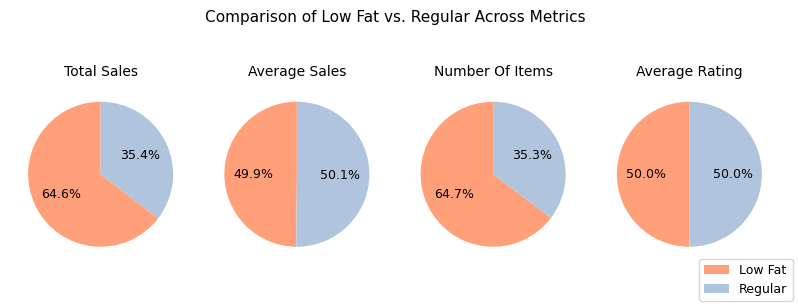 Comparison of Low Fat vs. Regular Across Metrics
Total Sales
35.4%
64.6%
Average Sales
49.9%
50.1%
Number Of Items
35.3%
64.7%
Average Rating
50.0%
50.0%
Low Fat
Regular